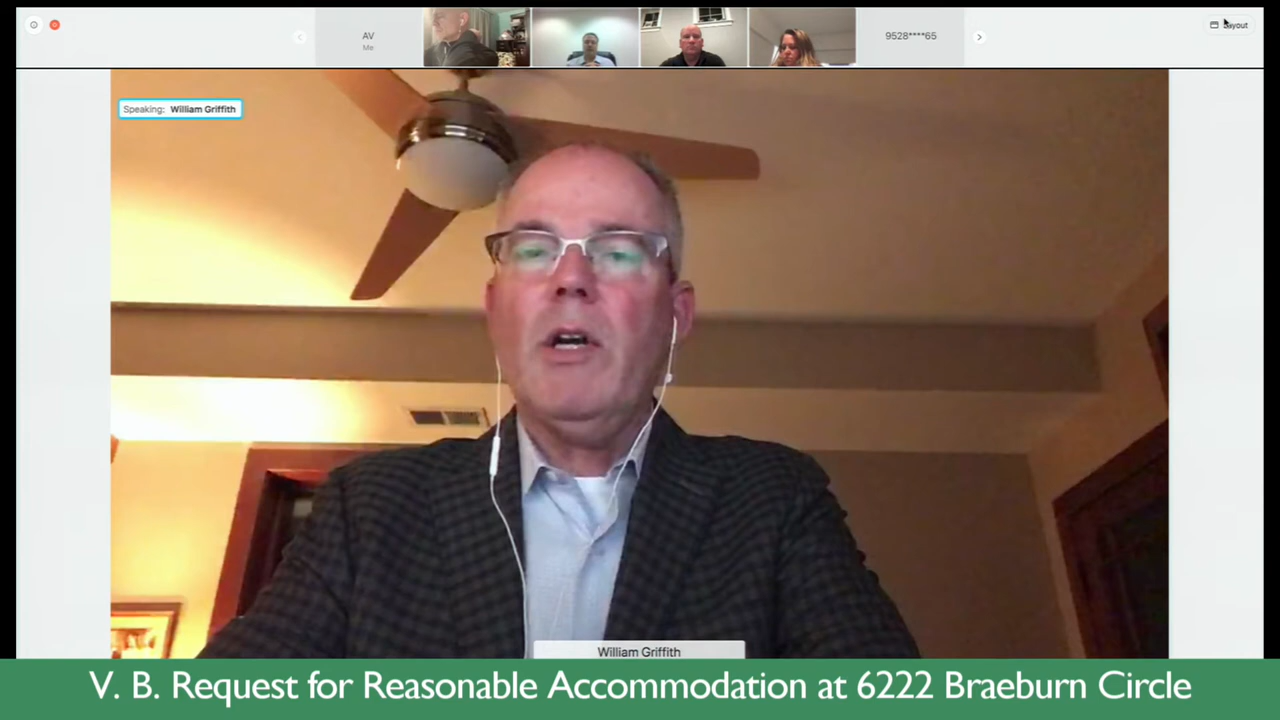 AV
Me
9528****65
Layout
Speaking: William Griffith
William Griffith
V. B. Request for Reasonable Accommodation at 6222 Braeburn Circle